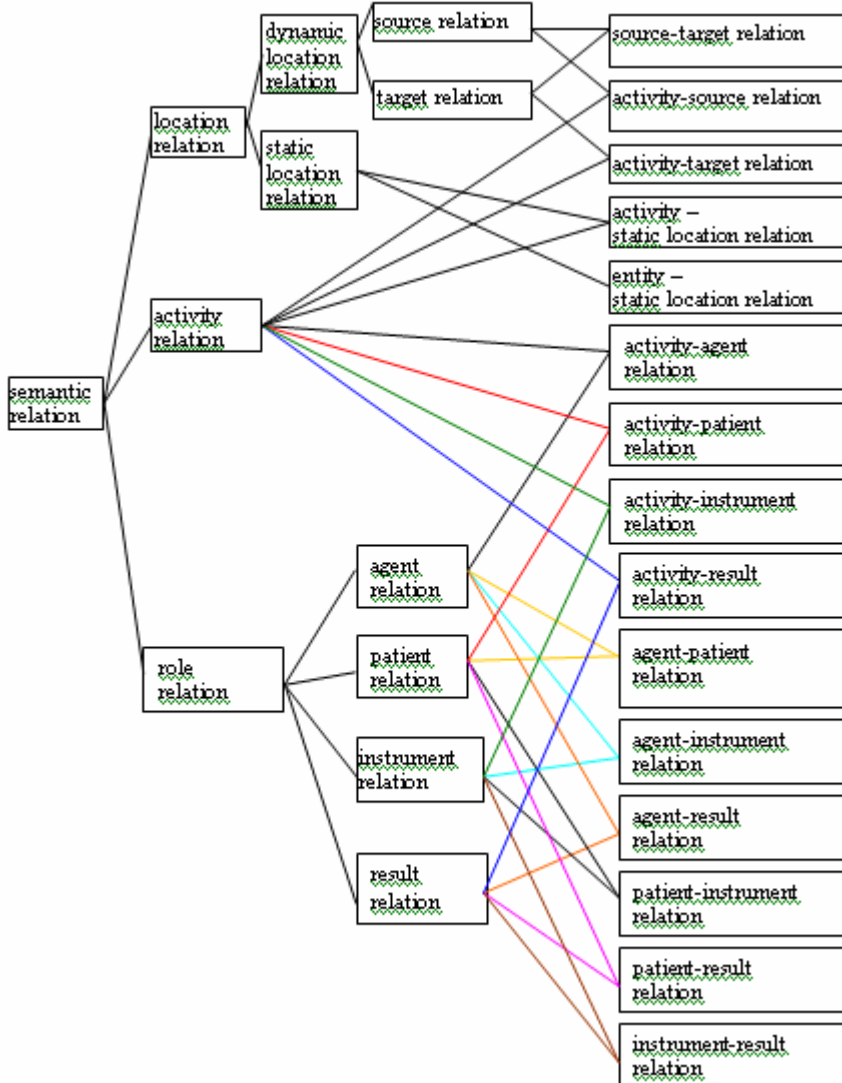 semantic
relation
location
relation
activity
relation
role
relation
dynamic
location
relation
static
location
relation
source relation
target relation
agent
relation
patient
relation
instrument
relation
result
relation
source-target relation
activity-source relation
activity-target relation
activity –
static location relation
entity –
static location relation
activity-agent
relation
activity-patient
relation
activity-instrument
relation
activity-result
relation
agent-patient
relation
agent-instrument
relation
agent-result
relation
patient-instrument
relation
patient-result
relation
instrument-result
relation